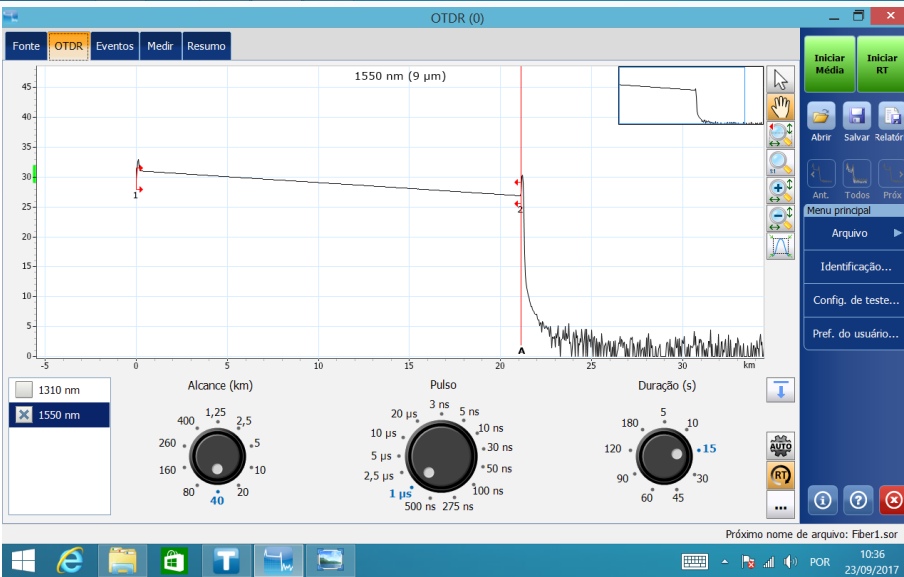 OTDR (0)
Fonte OTDR Eventos Medir Resumo
1550 nm (9 µm)
45
40
35
30
25
20
15
10
5
0
1
2
A
-5 0 5 10 15 20 25 30 km
1310 nm
1550 nm
Alcance (km)
1,25
2,5
5
10
20
40
80
160
260
400
Pulso
3 ns
5 ns
10 ns
30 ns
50 ns
100 ns
275 ns
500 ns
1 µs
2,5 µs
5 µs
10 µs
20 µs
Duração (s)
5
10
15
30
45
60
90
120
180
AUTO
RT
...
Iniciar
Média
Iniciar
RT
Abrir Salvar Relatór
Ant. Todos Próx
Menu principal
Arquivo
Identificação...
Config. de teste...
Pref. do usuário...
Próximo nome de arquivo: Fiber1.sor
POR
10:36
23/09/2017